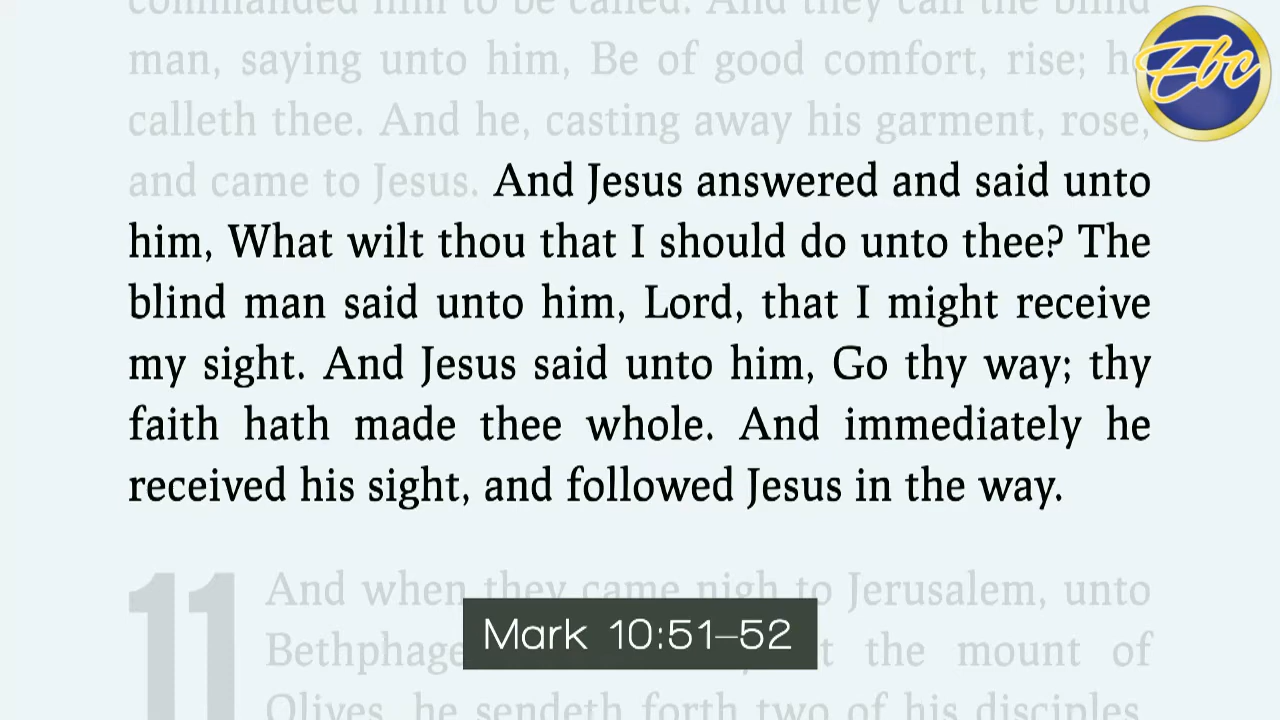 commanded him to be called. And they call the blind
man, saying unto him, Be of good comfort, rise; he
calleth thee. And he, casting away his garment, rose,
and came to Jesus. And Jesus answered and said unto
him, What wilt thou that I should do unto thee? The
blind man said unto him, Lord, that I might receive
my sight. And Jesus said unto him, Go thy way; thy
faith hath made thee whole. And immediately he
received his sight, and followed Jesus in the way.
11 And when they came nigh to Jerusalem, unto
Bethphage at the mount of
Olives, he sendeth forth two of his disciples,
Mark 10:51–52
Ebc